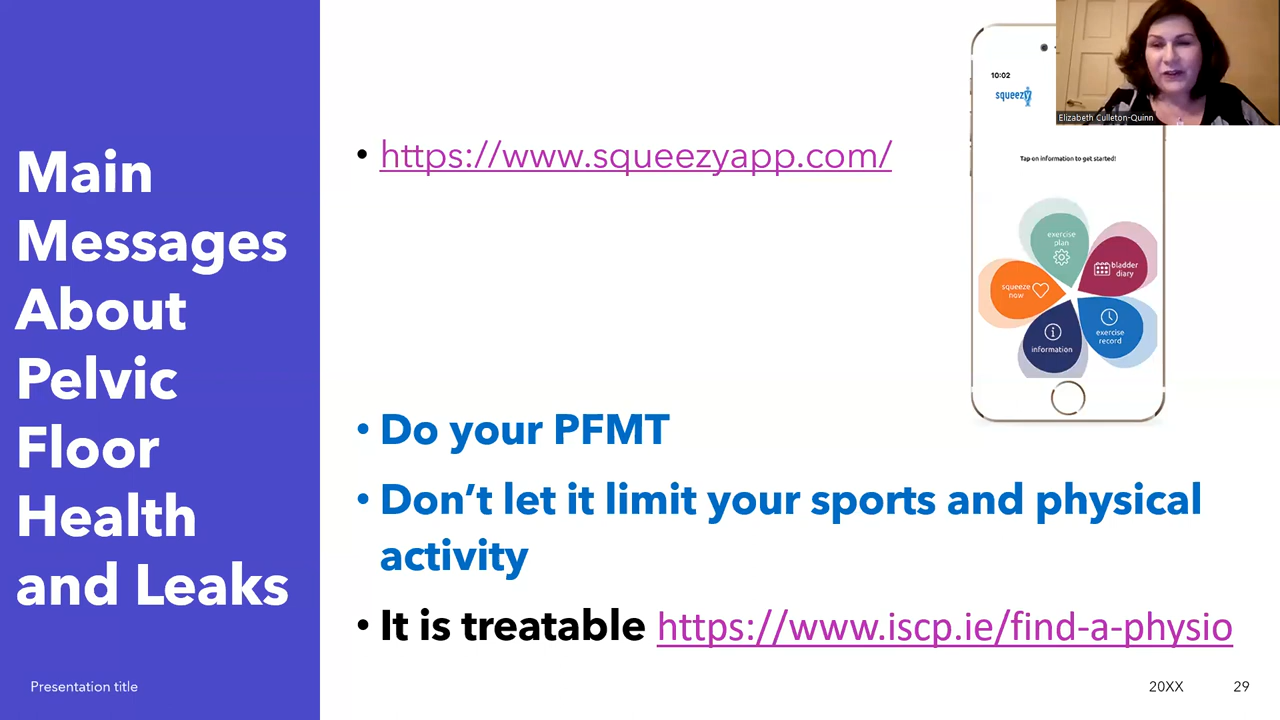 Main
Messages
About
Pelvic
Floor
Health
and Leaks
• https://www.squeezyapp.com/
10:02
squeezy
Elizabeth Culleton-Quinn
Tap on information to get started!
exercise
plan
bladder
diary
squeeze
now
exercise
record
information
• Do your PFMT
• Don’t let it limit your sports and physical
activity
• It is treatable https://www.iscp.ie/find-a-physio
Presentation title
20XX
29